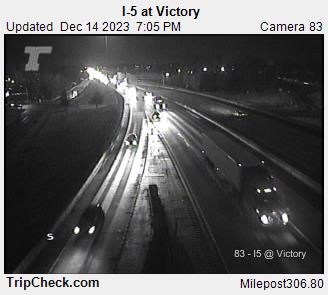 I-5 at Victory
Updated  Dec 14 2023  7:05 PM
Camera 83
T
S
83 - I5 @ Victory
TripCheck.com
Milepost306.80